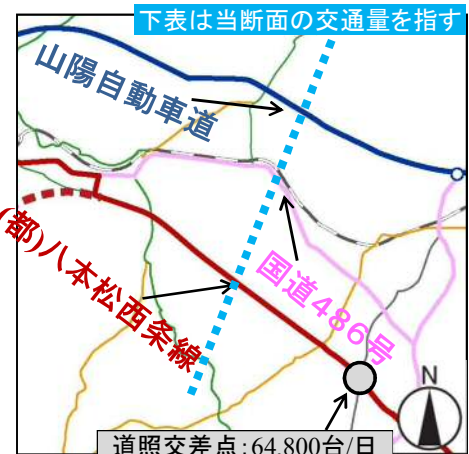 下表は当断面の交通量を指す
山陽自動車道
(都)八本松西条線
国道486号
N
道照交差点:64,800台/日